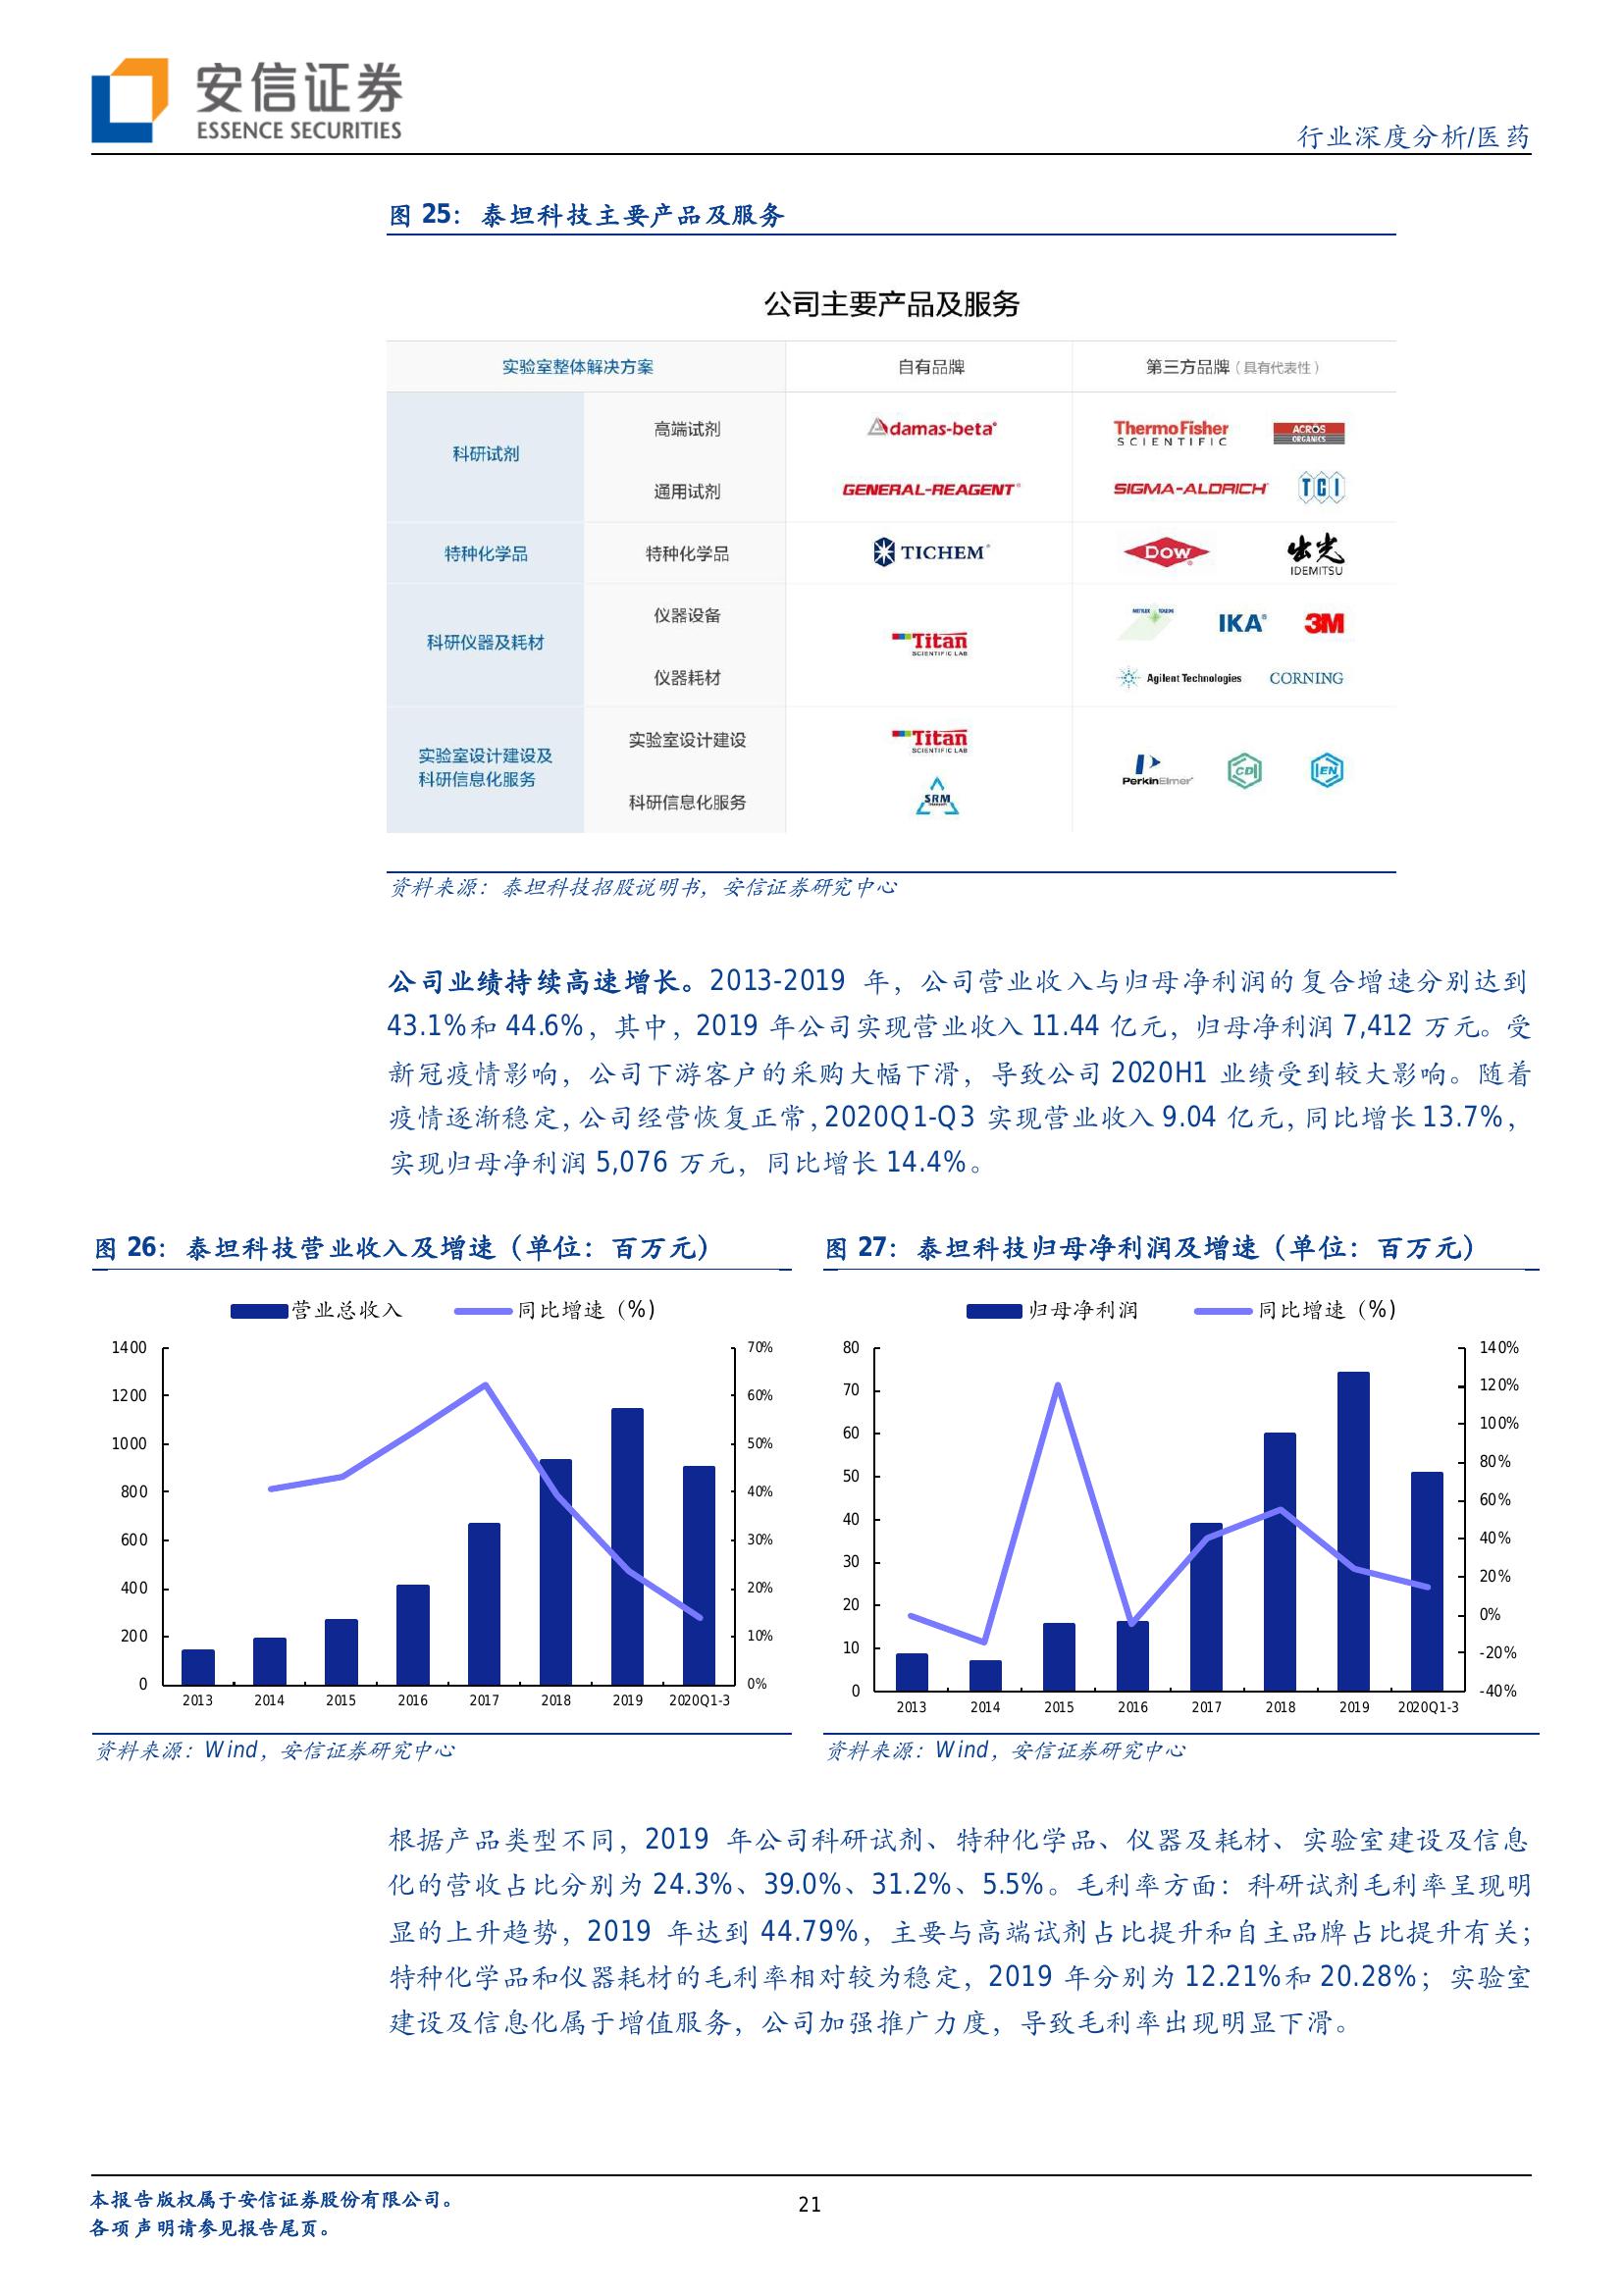 安信证券
ESSENCE SECURITIES
行业深度分析/医药
图 25：泰坦科技主要产品及服务
公司主要产品及服务
实验室整体解决方案 自有品牌 第三方品牌（具有代表性）
科研试剂 高端试剂 damas-beta® ThermoFisher SCIENTIFIC ACRŌS ORGANICS
通用试剂 GENERAL-REAGENT® SIGMA-ALDRICH TCI
特种化学品 特种化学品 TICHEM® DOW 出光 IDEMITSU
科研仪器及耗材 仪器设备 Titan SCIENTIFIC LAB METTLER TOLEDO IKA® 3M
仪器耗材 Agilent Technologies CORNING
实验室设计建设及
科研信息化服务
实验室设计建设 Titan SCIENTIFIC LAB PerkinElmer CDI EN
科研信息化服务 SRM
资料来源：泰坦科技招股说明书，安信证券研究中心
公司业绩持续高速增长。2013-2019 年，公司营业收入与归母净利润的复合增速分别达到
43.1%和 44.6%，其中，2019 年公司实现营业收入 11.44 亿元，归母净利润 7,412 万元。受
新冠疫情影响，公司下游客户的采购大幅下滑，导致公司 2020H1 业绩受到较大影响。随着
疫情逐渐稳定，公司经营恢复正常，2020Q1-Q3 实现营业收入 9.04 亿元，同比增长 13.7%，
实现归母净利润 5,076 万元，同比增长 14.4%。
图 26：泰坦科技营业收入及增速（单位：百万元）
营业总收入 同比增速（%)
1400 70%
1200 60%
1000 50%
800 40%
600 30%
400 20%
200 10%
0 0%
2013 2014 2015 2016 2017 2018 2019 2020Q1-3
资料来源：Wind，安信证券研究中心
图 27：泰坦科技归母净利润及增速（单位：百万元）
归母净利润 同比增速（%)
80 140%
70 120%
60 100%
50 80%
40 60%
30 40%
20 20%
10 0%
0 -20%
-40%
2013 2014 2015 2016 2017 2018 2019 2020Q1-3
资料来源：Wind，安信证券研究中心
根据产品类型不同，2019 年公司科研试剂、特种化学品、仪器及耗材、实验室建设及信息
化的营收占比分别为 24.3%、39.0%、31.2%、5.5%。毛利率方面：科研试剂毛利率呈现明
显的上升趋势，2019 年达到 44.79%，主要与高端试剂占比提升和自主品牌占比提升有关；
特种化学品和仪器耗材的毛利率相对较为稳定，2019 年分别为 12.21%和 20.28%；实验室
建设及信息化属于增值服务，公司加强推广力度，导致毛利率出现明显下滑。
本报告版权属于安信证券股份有限公司。
各项声明请参见报告尾页。
21